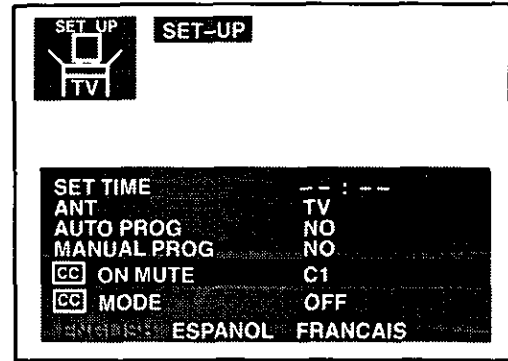 SET UP
SET-UP
TV
SET TIME -- : --
ANT TV
AUTO PROG NO
MANUAL PROG NO
CC ON MUTE C1
CC MODE OFF
ENGLISH ESPANOL FRANCAIS